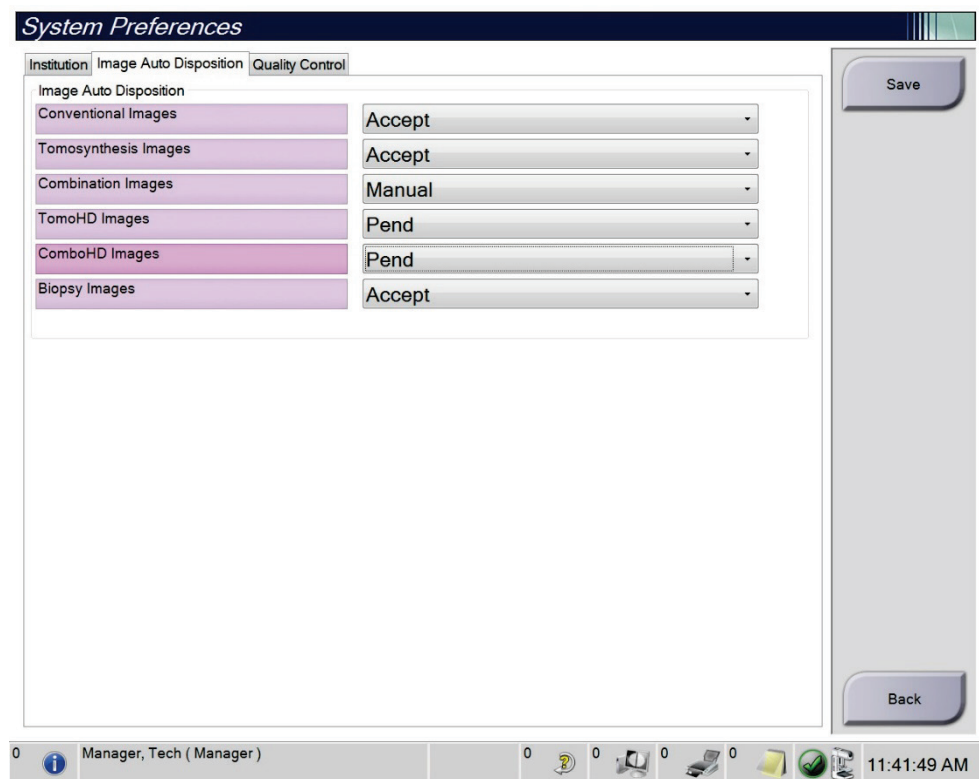 System Preferences
Institution Image Auto Disposition Quality Control
Save
Image Auto Disposition
Conventional Images Accept
Tomosynthesis Images Accept
Combination Images Manual
TomoHD Images Pend
ComboHD Images Pend
Biopsy Images Accept
Back
0 Manager, Tech ( Manager ) 0 0 0 0 11:41:49 AM